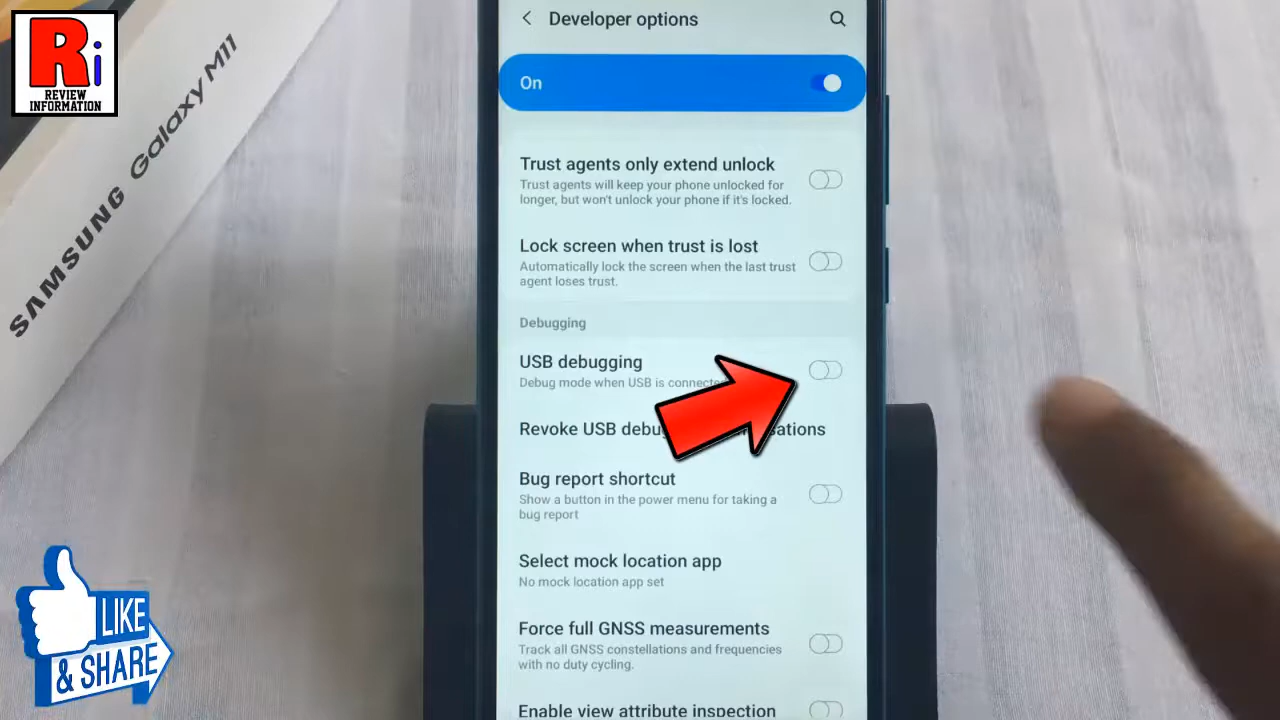 Ri
REVIEW
INFORMATION
SAMSUNG Galaxy M11
Developer options
On
Trust agents only extend unlock
Trust agents will keep your phone unlocked for
longer, but won't unlock your phone if it's locked.
Lock screen when trust is lost
Automatically lock the screen when the last trust
agent loses trust.
Debugging
USB debugging
Debug mode when USB is connecte
Revoke USB debu sations
Bug report shortcut
Show a button in the power menu for taking a
bug report
Select mock location app
No mock location app set
Force full GNSS measurements
Track all GNSS constellations and frequencies
with no duty cycling.
Enable view attribute inspection
LIKE
& SHARE